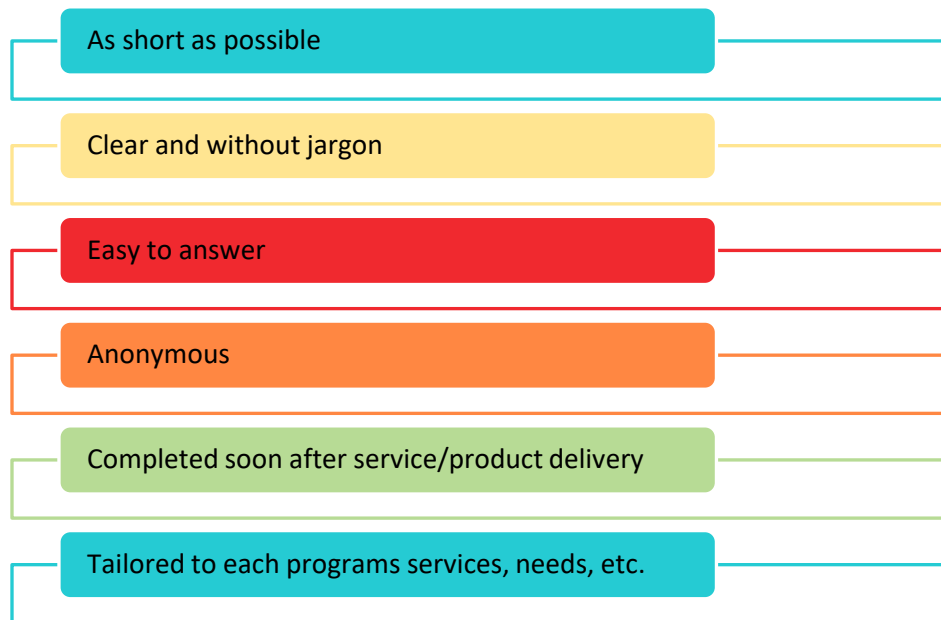 As short as possible
Clear and without jargon
Easy to answer
Anonymous
Completed soon after service/product delivery
Tailored to each programs services, needs, etc.